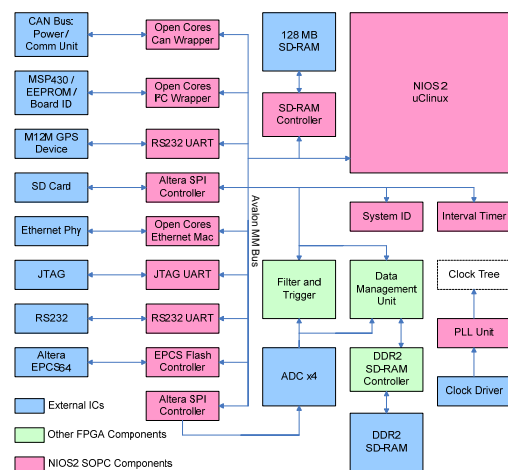 CAN Bus:
Power /
Comm Unit
Open Cores
Can Wrapper
128 MB
SD-RAM
NIOS2
uClinux
MSP430 /
EEPROM /
Board ID
Open Cores
I²C Wrapper
SD-RAM
Controller
M12M GPS
Device
RS232 UART
SD Card
Altera SPI
Controller
Avalon MM Bus
System ID
Interval Timer
Ethernet Phy
Open Cores
Ethernet Mac
JTAG
JTAG UART
Filter and
Trigger
Data
Management
Unit
Clock Tree
RS232
RS232 UART
PLL Unit
Altera
EPCS64
EPCS Flash
Controller
ADC x4
DDR2
SD-RAM
Controller
Clock Driver
Altera SPI
Controller
DDR2
SD-RAM
External ICs
Other FPGA Components
NIOS2 SOPC Components